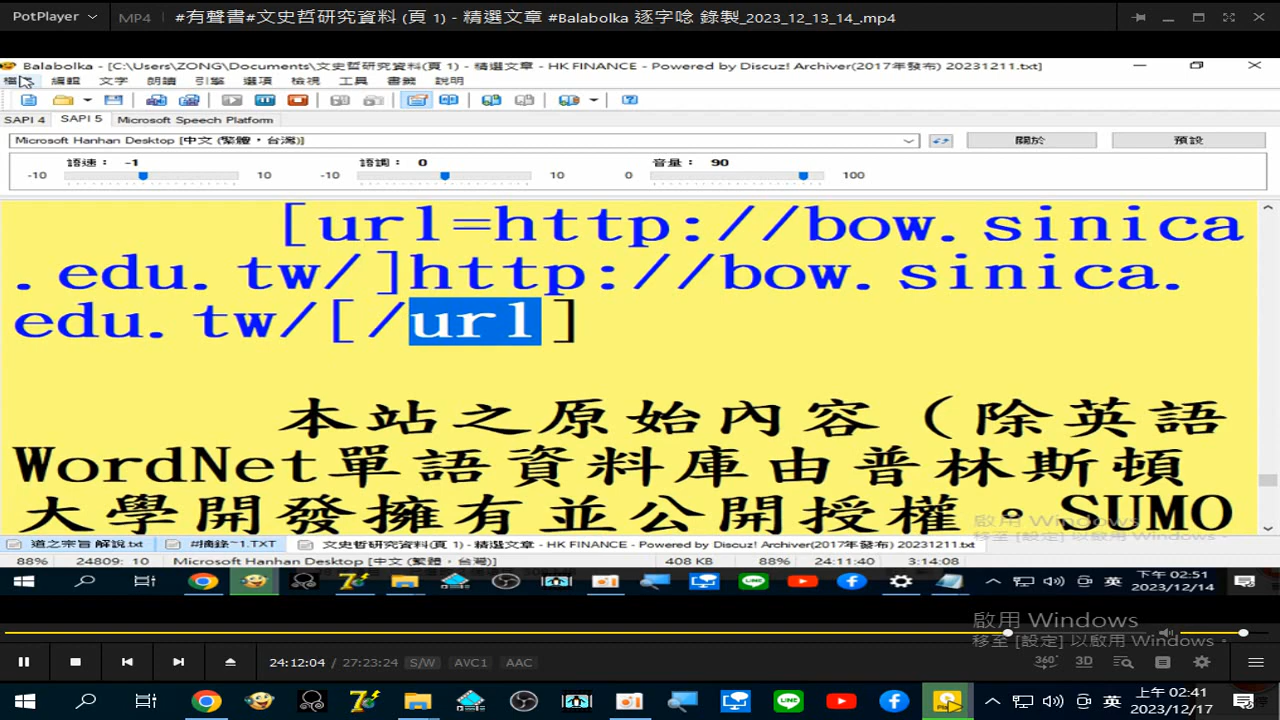 PotPlayer MP4 #有聲書#文史哲研究資料 (頁 1) - 精選文章 #Balabolka 逐字唸 錄製_2023_12_13_14_.mp4
Balabolka - [C:\Users\ZONG\Documents\文史哲研究資料(頁 1) - 精選文章 - HK FINANCE - Powered by Discuz! Archiver(2017年發布) 20231211.txt]
檔案 編輯 文字 朗讀 引擎 選項 檢視 工具 書籤 說明
SAPI 4 SAPI 5 Microsoft Speech Platform
Microsoft Hanhan Desktop [中文 (繁體，台灣)] 關於 預設
語速： -1 語調： 0 音量： 90
-10 10 -10 10 0 100
[url=http://bow.sinica
.edu.tw/]http://bow.sinica.
edu.tw/[/url]
本站之原始內容（除英語
WordNet單語資料庫由普林斯頓
大學開發擁有並公開授權。SUMO
啟用 Windows
移至 [設定] 以啟用 Windows。
道之宗旨 解說.txt #摘錄~1.TXT 文史哲研究資料(頁 1) - 精選文章 - HK FINANCE - Powered by Discuz! Archiver(2017年發布) 20231211.txt
88% 24809: 10 Microsoft Hanhan Desktop [中文 (繁體，台灣)] 408 KB 88% 24:11:40 3:14:08
英 下午 02:51
2023/12/14
啟用 Windows
移至 [設定] 以啟用 Windows。
24:12:04 / 27:23:24 S/W AVC1 AAC 360° 3D
英 上午 02:41
2023/12/17